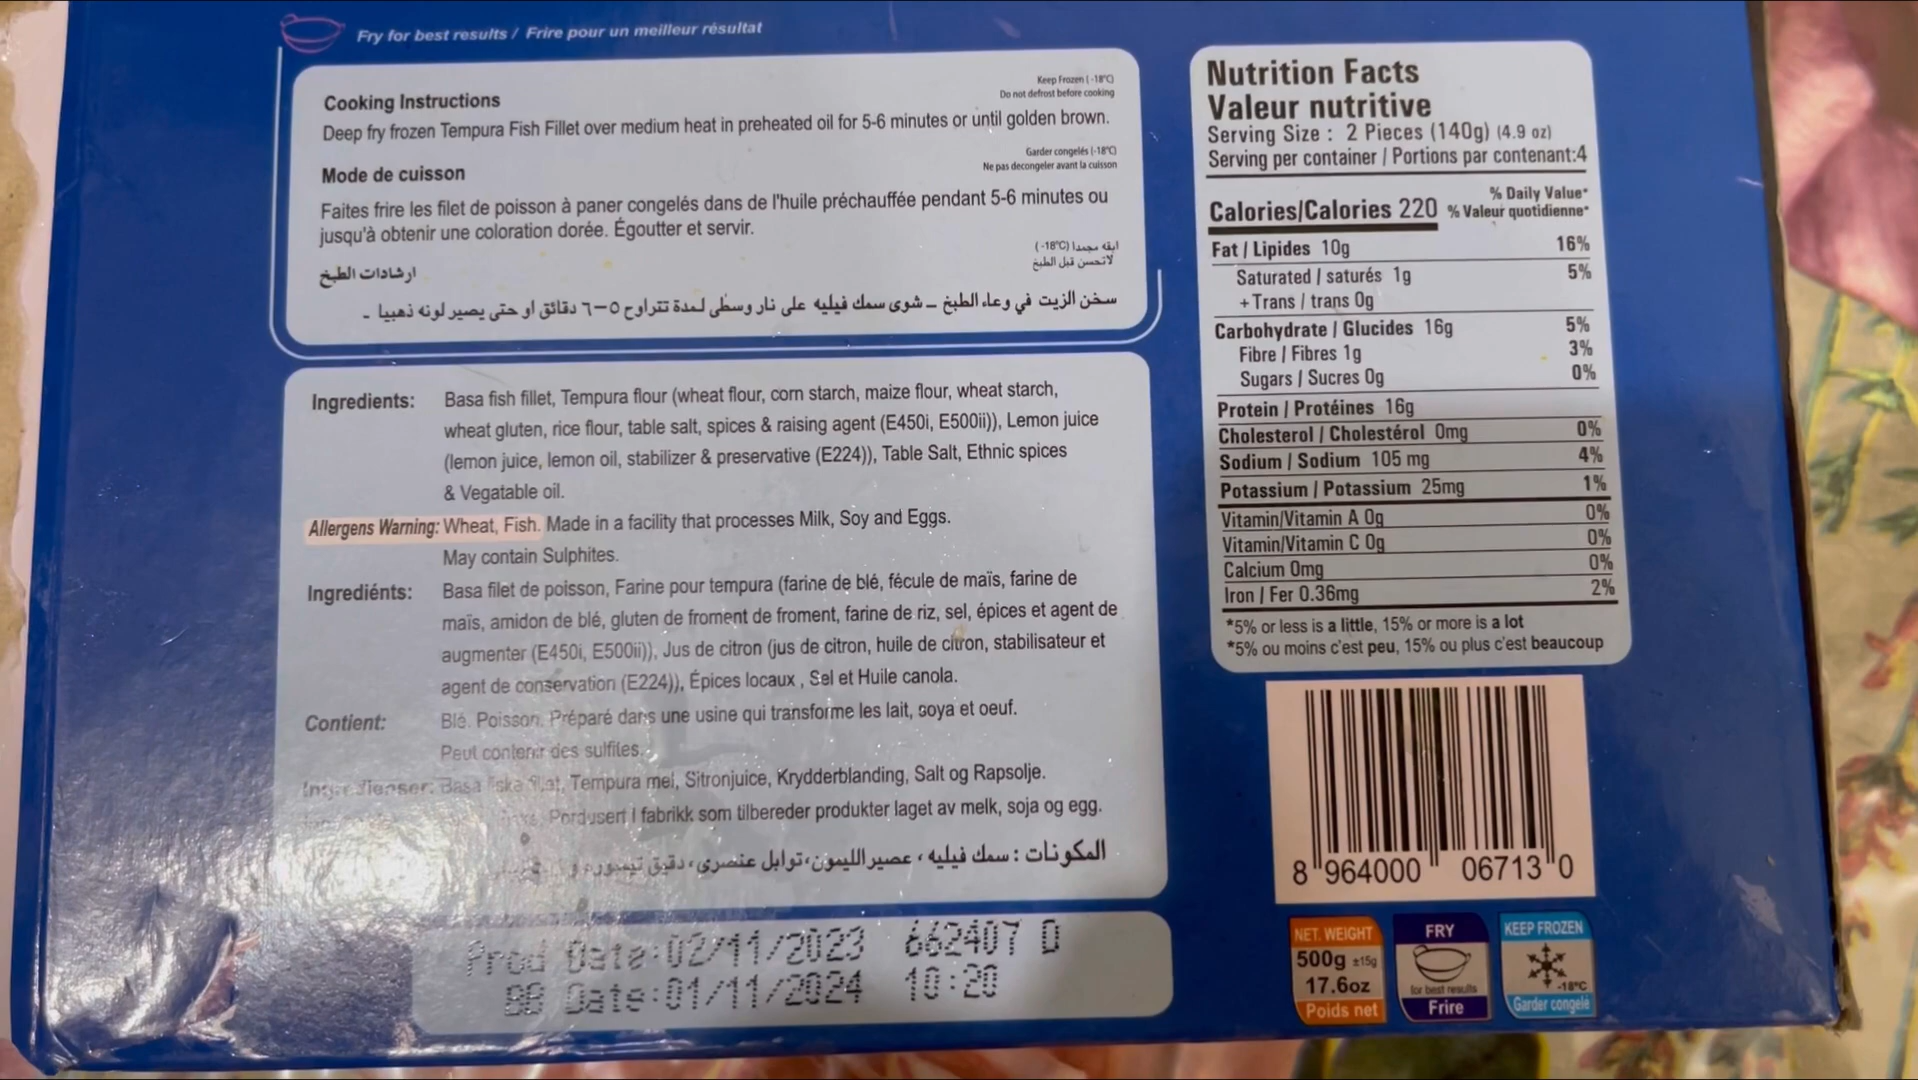 Fry for best results / Frire pour un meilleur résultat
Keep Frozen (-18°C)
Do not defrost before cooking
Cooking Instructions
Deep fry frozen Tempura Fish Fillet over medium heat in preheated oil for 5-6 minutes or until golden brown.
Garder congelés (-18°C)
Ne pas decongeler avant la cuisson
Mode de cuisson
Faites frire les filet de poisson à paner congelés dans de l'huile préchauffée pendant 5-6 minutes ou
jusqu'à obtenir une coloration dorée. Égoutter et servir.
ابقه مجمدا (18°C-)
لاتحسن قبل الطبخ
ارشادات الطبخ
سخن الزيت في وعاء الطبخ - شوى سمك فيليه على نار وسطى لمدة تتراوح ٥-٦ دقائق أو حتى يصير لونه ذهبيا -
Ingredients: Basa fish fillet, Tempura flour (wheat flour, corn starch, maize flour, wheat starch,
wheat gluten, rice flour, table salt, spices & raising agent (E450i, E500ii)), Lemon juice
(lemon juice, lemon oil, stabilizer & preservative (E224)), Table Salt, Ethnic spices
& Vegatable oil.
Allergens Warning: Wheat, Fish. Made in a facility that processes Milk, Soy and Eggs.
May contain Sulphites.
Ingrediénts: Basa filet de poisson, Farine pour tempura (farine de blé, fécule de maïs, farine de
maïs, amidon de blé, gluten de froment de froment, farine de riz, sel, épices et agent de
augmenter (E450i, E500ii)), Jus de citron (jus de citron, huile de citron, stabilisateur et
agent de conservation (E224)), Épices locaux , Sel et Huile canola.
Contient: Blé. Poisson. Préparé dans une usine qui transforme les lait, soya et oeuf.
Peut contenir des sulfites.
Ingredienser: Basa filet, Tempura mel, Sitronjuice, Krydderblanding, Salt og Rapsolje.
Pordusert I fabrikk som tilbereder produkter laget av melk, soja og egg.
المكونات : سمك فيليه ، عصير الليمون، توابل عنصري، دقيق
Prod Date:02/11/2023 662407 D
BB Date:01/11/2024 10:20
Nutrition Facts
Valeur nutritive
Serving Size : 2 Pieces (140g) (4.9 oz)
Serving per container / Portions par contenant:4
% Daily Value*
Calories/Calories 220 % Valeur quotidienne*
Fat / Lipides 10g 16%
Saturated / saturés 1g 5%
+ Trans / trans 0g
Carbohydrate / Glucides 16g 5%
Fibre / Fibres 1g 3%
Sugars / Sucres 0g 0%
Protein / Protéines 16g
Cholesterol / Cholestérol 0mg 0%
Sodium / Sodium 105 mg 4%
Potassium / Potassium 25mg 1%
Vitamin/Vitamin A 0g 0%
Vitamin/Vitamin C 0g 0%
Calcium 0mg 0%
Iron / Fer 0.36mg 2%
*5% or less is a little, 15% or more is a lot
*5% ou moins c'est peu, 15% ou plus c'est beaucoup
8 964000 06713 0
NET. WEIGHT
500g ±15g
17.6oz
Poids net
FRY
for best results
Frire
KEEP FROZEN
-18°C
Garder congelé